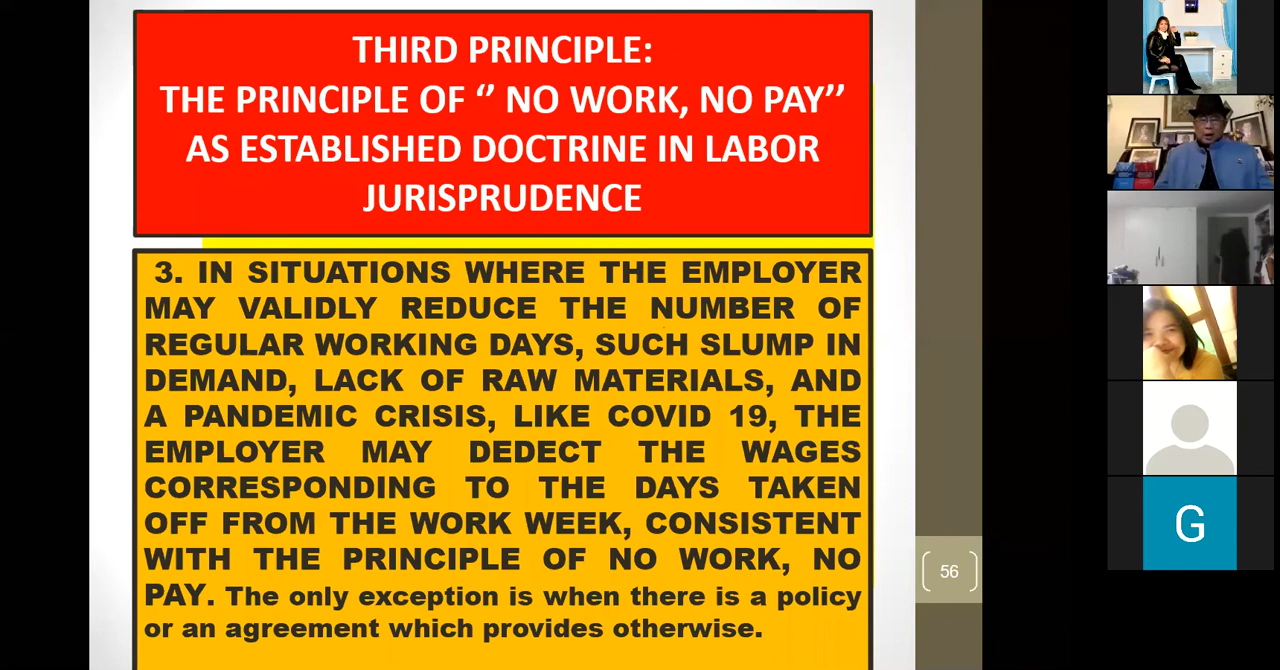 THIRD PRINCIPLE:
THE PRINCIPLE OF ‘’ NO WORK, NO PAY’’
AS ESTABLISHED DOCTRINE IN LABOR
JURISPRUDENCE
3. IN SITUATIONS WHERE THE EMPLOYER
MAY VALIDLY REDUCE THE NUMBER OF
REGULAR WORKING DAYS, SUCH SLUMP IN
DEMAND, LACK OF RAW MATERIALS, AND
A PANDEMIC CRISIS, LIKE COVID 19, THE
EMPLOYER MAY DEDECT THE WAGES
CORRESPONDING TO THE DAYS TAKEN
OFF FROM THE WORK WEEK, CONSISTENT
WITH THE PRINCIPLE OF NO WORK, NO
PAY. The only exception is when there is a policy
or an agreement which provides otherwise.
56
G